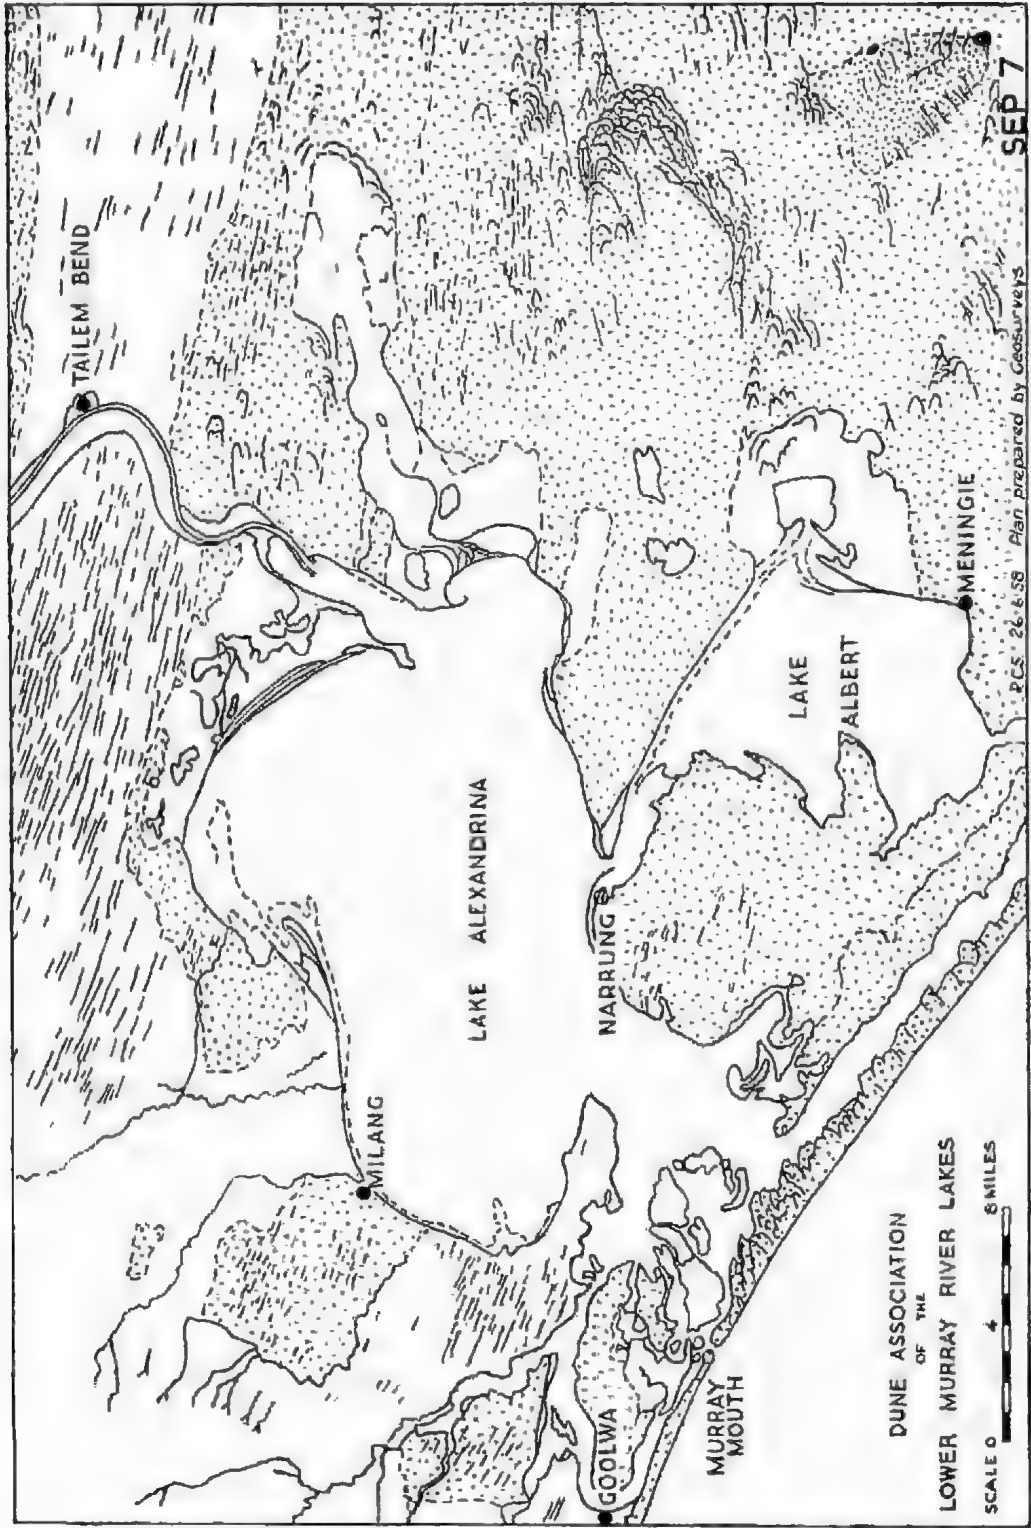 TAILEM BEND
MILANG
LAKE ALEXANDRINA
NARRUNG
LAKE
ALBERT
MENINGIE
GOOLWA
MURRAY
MOUTH
DUNE ASSOCIATION
OF THE
LOWER MURRAY RIVER LAKES
SCALE 0 4 8 MILES
P.C.S. 26.6.58 Plan prepared by Geosurveys
SEP 7